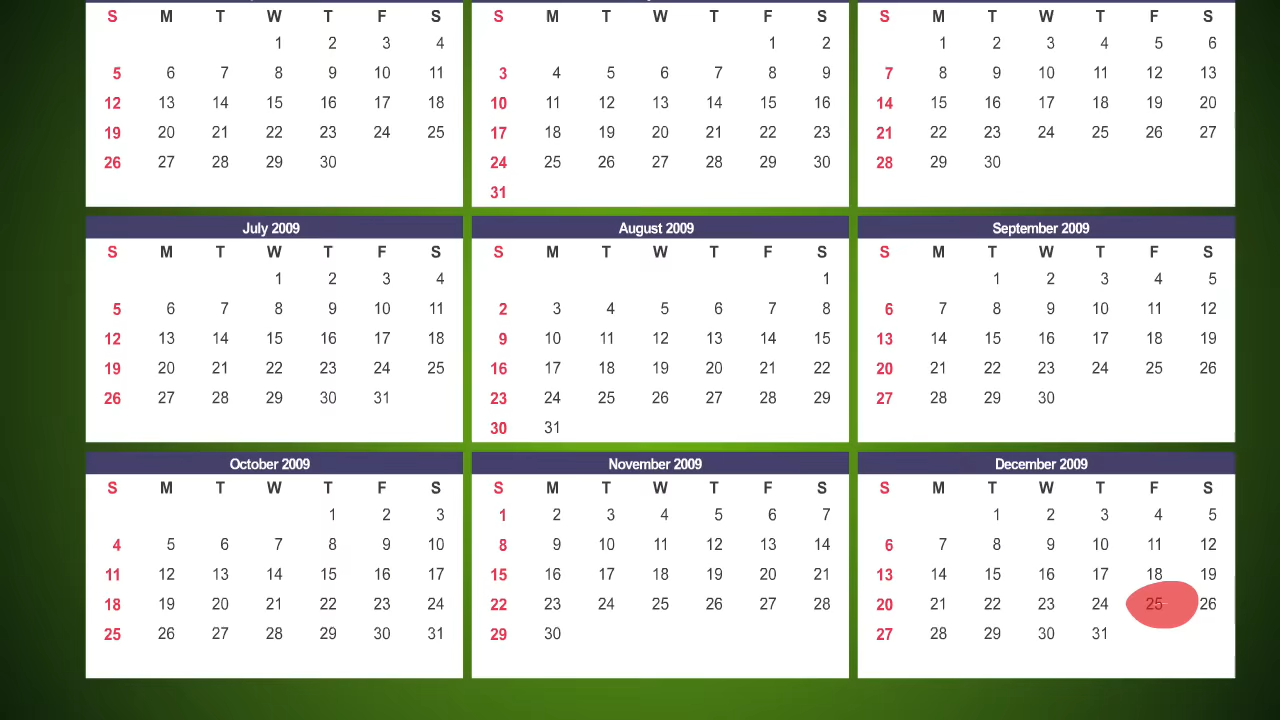 S M T W T F S
1 2 3 4
5 6 7 8 9 10 11
12 13 14 15 16 17 18
19 20 21 22 23 24 25
26 27 28 29 30
S M T W T F S
1 2
3 4 5 6 7 8 9
10 11 12 13 14 15 16
17 18 19 20 21 22 23
24 25 26 27 28 29 30
31
S M T W T F S
1 2 3 4 5 6
7 8 9 10 11 12 13
14 15 16 17 18 19 20
21 22 23 24 25 26 27
28 29 30
July 2009
S M T W T F S
1 2 3 4
5 6 7 8 9 10 11
12 13 14 15 16 17 18
19 20 21 22 23 24 25
26 27 28 29 30 31
August 2009
S M T W T F S
1
2 3 4 5 6 7 8
9 10 11 12 13 14 15
16 17 18 19 20 21 22
23 24 25 26 27 28 29
30 31
September 2009
S M T W T F S
1 2 3 4 5
6 7 8 9 10 11 12
13 14 15 16 17 18 19
20 21 22 23 24 25 26
27 28 29 30
October 2009
S M T W T F S
1 2 3
4 5 6 7 8 9 10
11 12 13 14 15 16 17
18 19 20 21 22 23 24
25 26 27 28 29 30 31
November 2009
S M T W T F S
1 2 3 4 5 6 7
8 9 10 11 12 13 14
15 16 17 18 19 20 21
22 23 24 25 26 27 28
29 30
December 2009
S M T W T F S
1 2 3 4 5
6 7 8 9 10 11 12
13 14 15 16 17 18 19
20 21 22 23 24 25 26
27 28 29 30 31